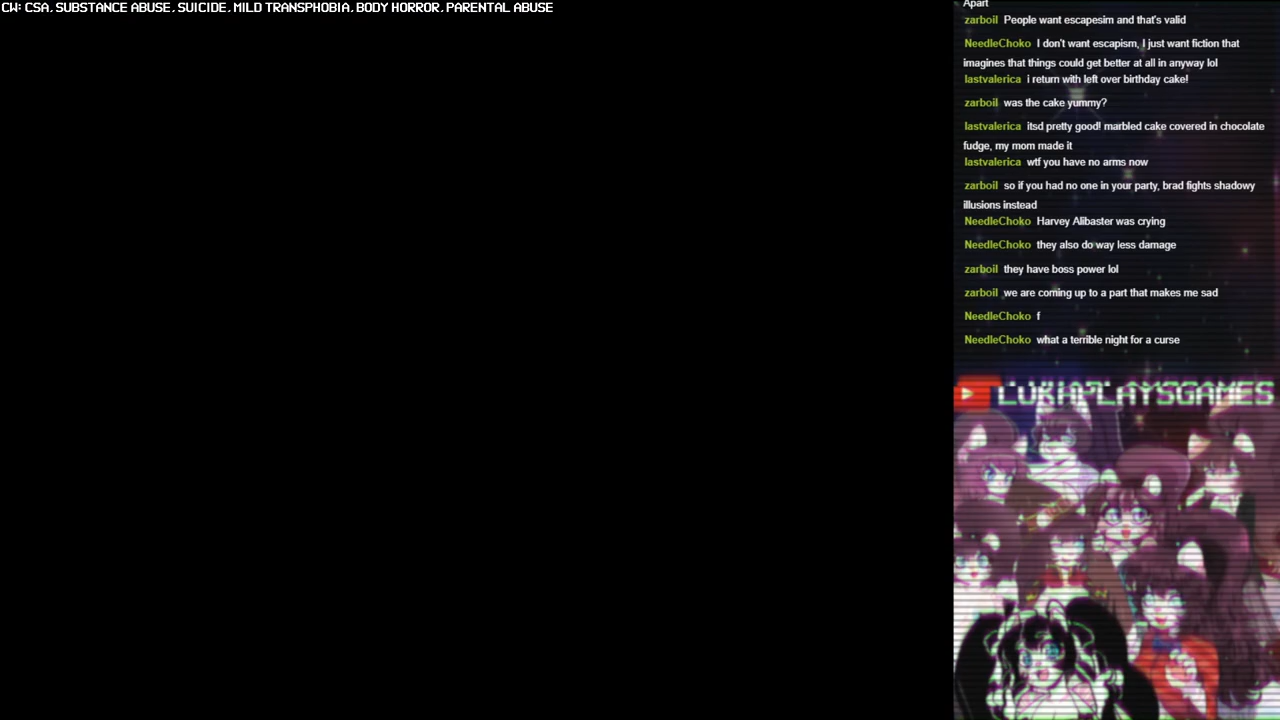 CW: CSA, SUBSTANCE ABUSE, SUICIDE, MILD TRANSPHOBIA, BODY HORROR, PARENTAL ABUSE
Apart
zarboil People want escapesim and that's valid
NeedleChoko I don't want escapism, I just want fiction that
imagines that things could get better at all in anyway lol
lastvalerica i return with left over birthday cake!
zarboil was the cake yummy?
lastvalerica itsd pretty good! marbled cake covered in chocolate
fudge, my mom made it
lastvalerica wtf you have no arms now
zarboil so if you had no one in your party, brad fights shadowy
illusions instead
NeedleChoko Harvey Alibaster was crying
NeedleChoko they also do way less damage
zarboil they have boss power lol
zarboil we are coming up to a part that makes me sad
NeedleChoko f
NeedleChoko what a terrible night for a curse
LUKAPLAYSGAMES